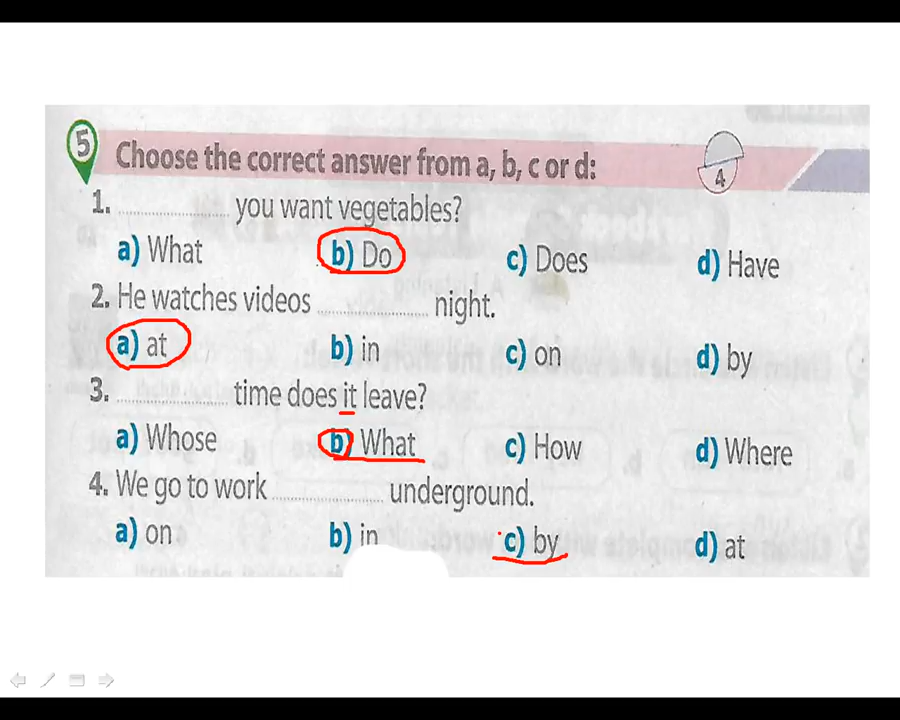 5 Choose the correct answer from a, b, c or d:
4
1. .............................. you want vegetables?
a) What b) Do c) Does d) Have
2. He watches videos .............................. night.
a) at b) in c) on d) by
3. .............................. time does it leave?
a) Whose b) What c) How d) Where
4. We go to work .............................. underground.
a) on b) in c) by d) at